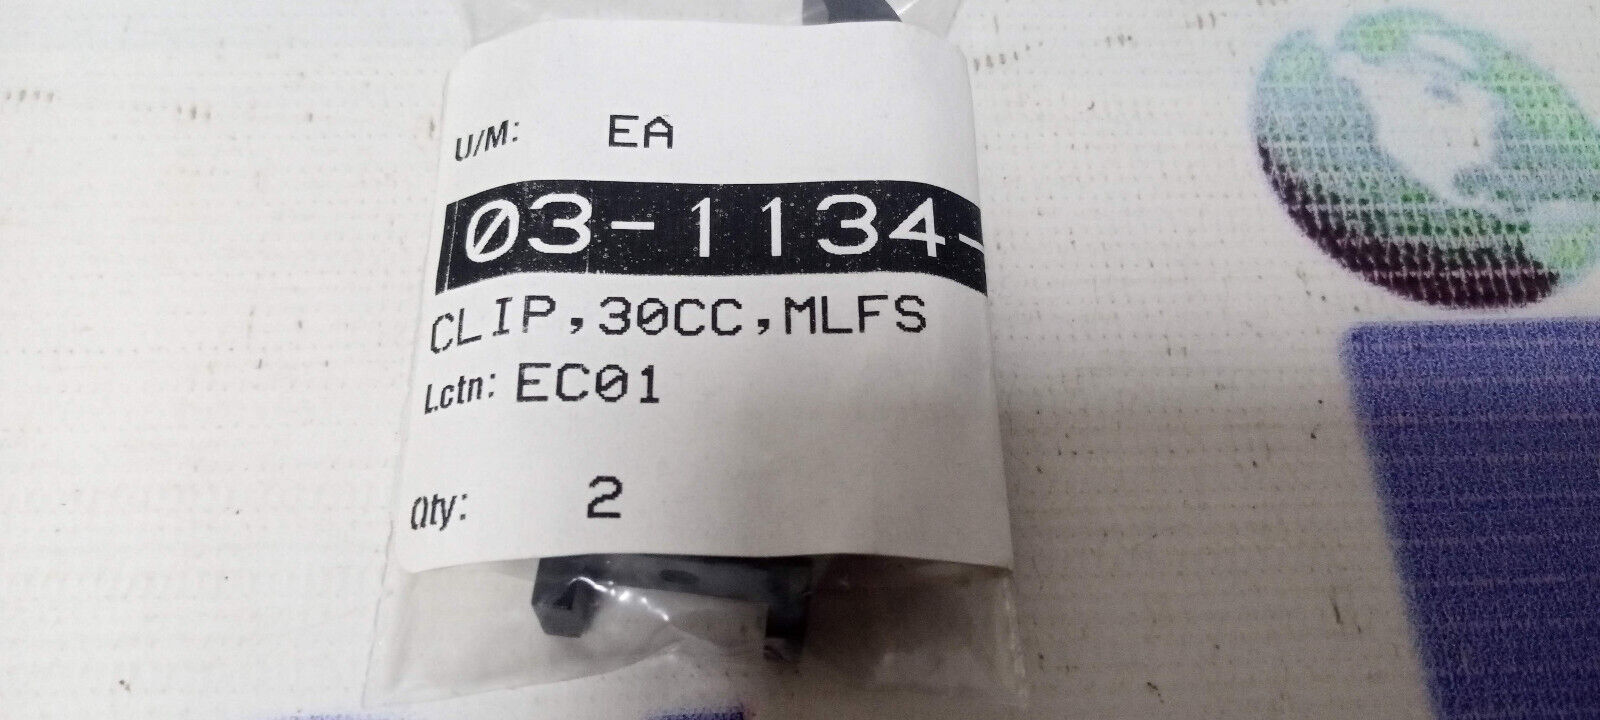 U/M: EA
03-1134-
CLIP,30CC,MLFS
Lctn: EC01
Qty: 2